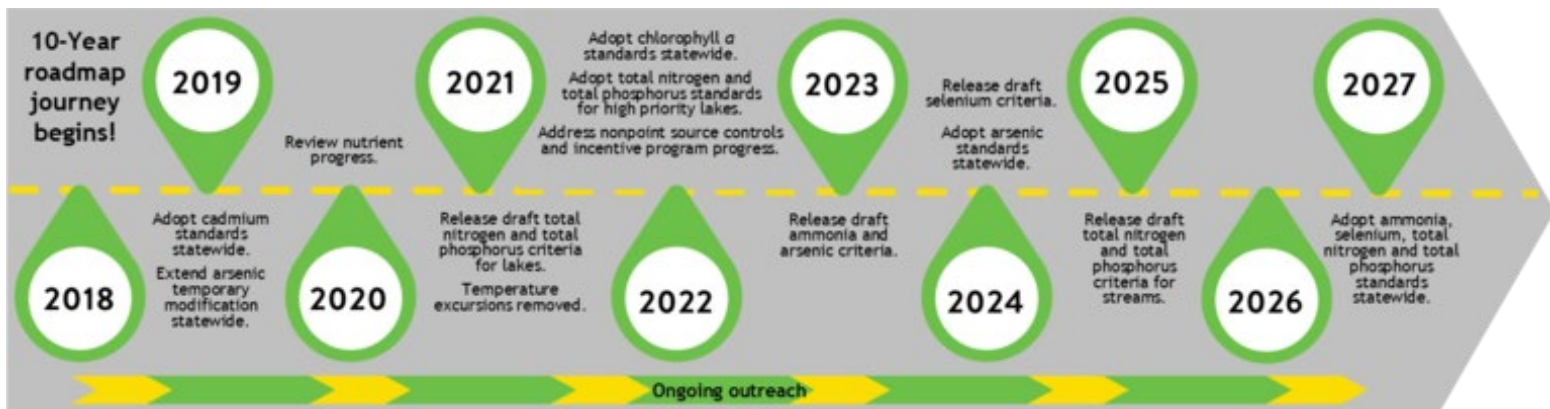 10-Year
roadmap
journey
begins!
2018
2019
Adopt cadmium
standards
statewide.
Extend arsenic
temporary
modification
statewide.
Review nutrient
progress.
2020
2021
Release draft total
nitrogen and total
phosphorus criteria
for lakes.
Temperature
excursions removed.
Adopt chlorophyll a
standards statewide.
Adopt total nitrogen and
total phosphorus standards
for high priority lakes.
Address nonpoint source controls
and incentive program progress.
2022
2023
Release draft
ammonia and
arsenic criteria.
Release draft
selenium criteria.
Adopt arsenic
standards
statewide.
2024
2025
Release draft
total nitrogen
and total
phosphorus
criteria for
streams.
2026
2027
Adopt ammonia,
selenium, total
nitrogen and total
phosphorus
standards
statewide.
Ongoing outreach